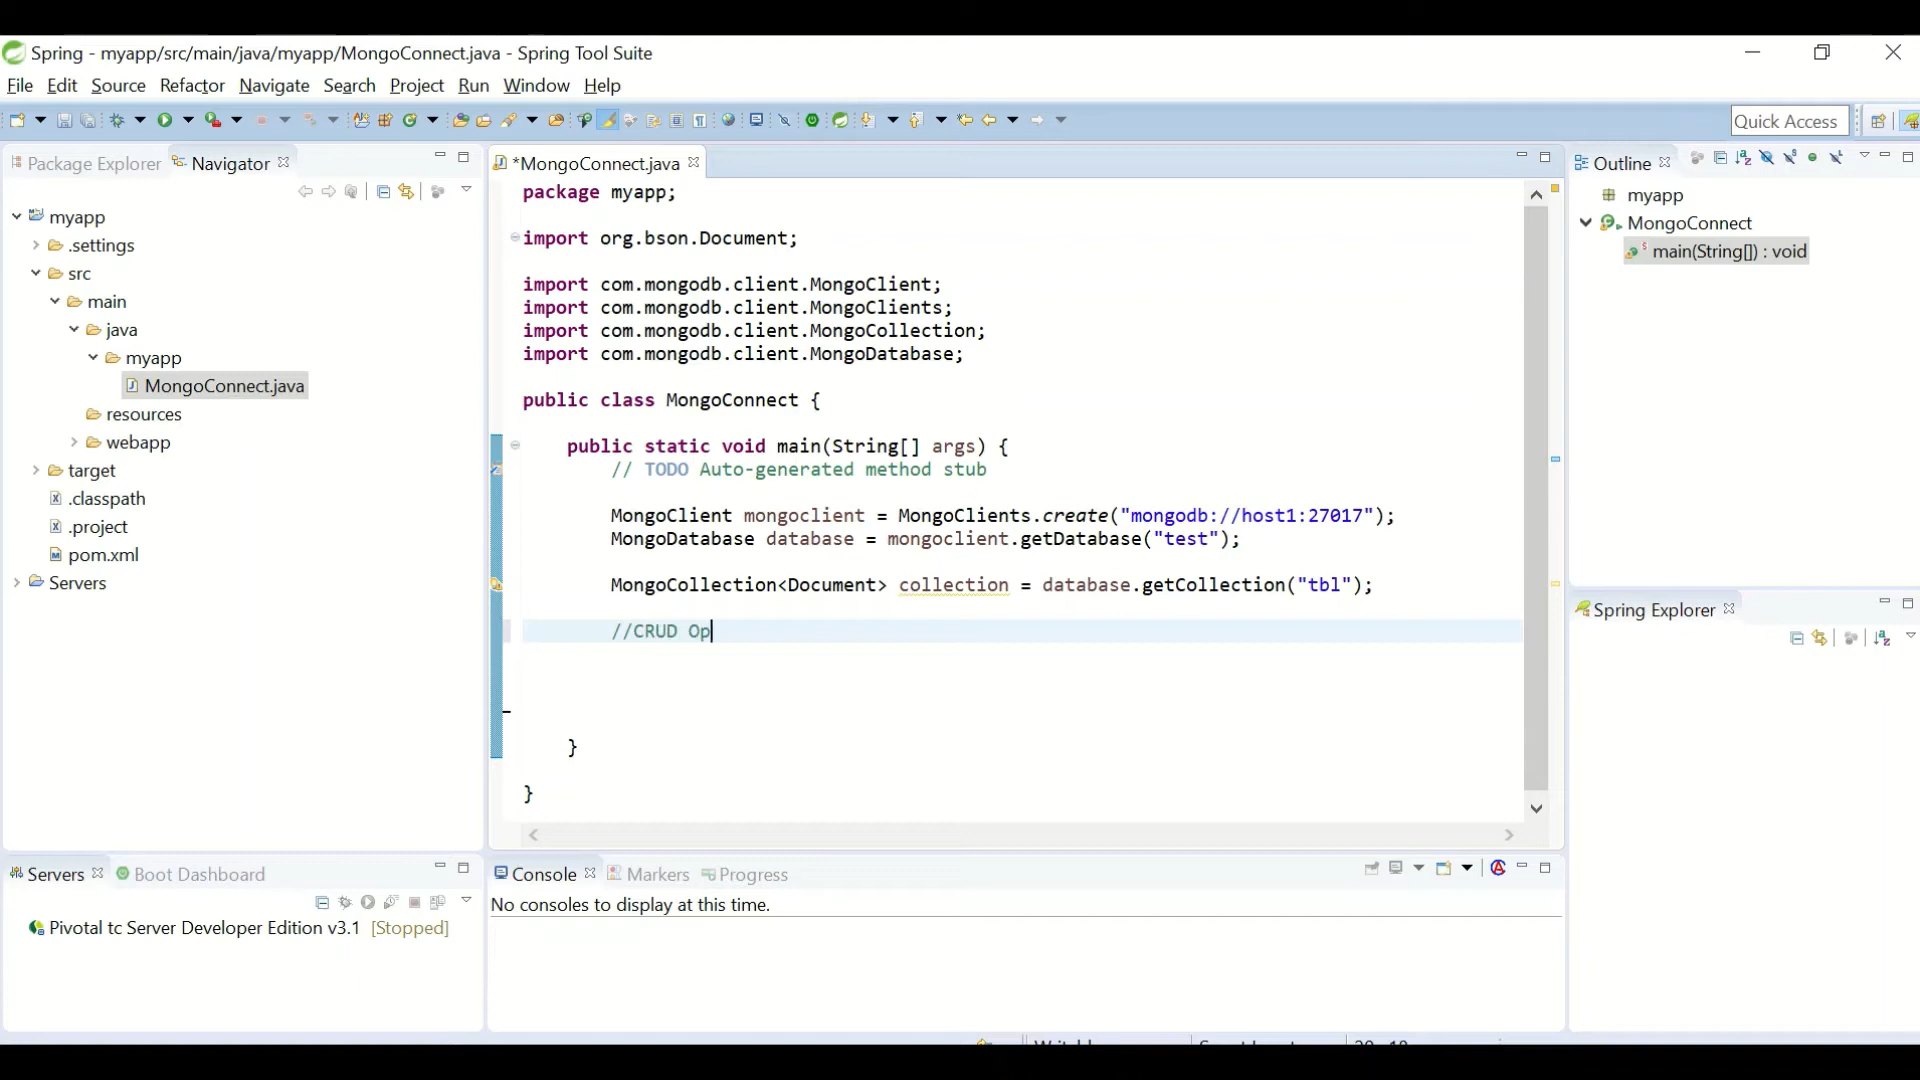 Spring - myapp/src/main/java/myapp/MongoConnect.java - Spring Tool Suite
File Edit Source Refactor Navigate Search Project Run Window Help
Quick Access
Package Explorer Navigator
myapp
.settings
src
main
java
myapp
MongoConnect.java
resources
webapp
target
.classpath
.project
pom.xml
Servers
*MongoConnect.java
package myapp;
import org.bson.Document;
import com.mongodb.client.MongoClient;
import com.mongodb.client.MongoClients;
import com.mongodb.client.MongoCollection;
import com.mongodb.client.MongoDatabase;
public class MongoConnect {
public static void main(String[] args) {
// TODO Auto-generated method stub
MongoClient mongoclient = MongoClients.create("mongodb://host1:27017");
MongoDatabase database = mongoclient.getDatabase("test");
MongoCollection<Document> collection = database.getCollection("tbl");
//CRUD Op
}
}
Outline
myapp
MongoConnect
main(String[]) : void
Spring Explorer
Servers Boot Dashboard
Pivotal tc Server Developer Edition v3.1 [Stopped]
Console Markers Progress
No consoles to display at this time.